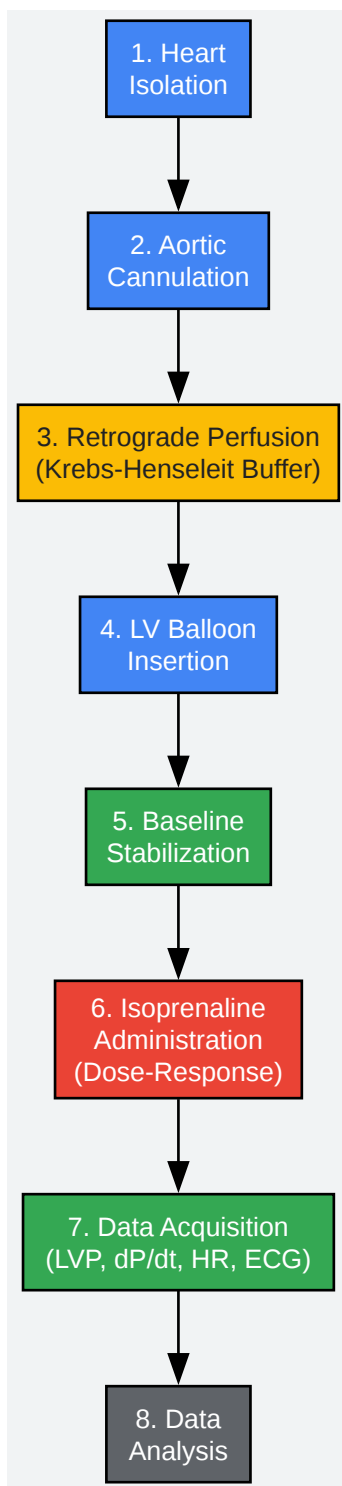 1. Heart
Isolation
2. Aortic
Cannulation
3. Retrograde Perfusion
(Krebs-Henseleit Buffer)
4. LV Balloon
Insertion
5. Baseline
Stabilization
6. Isoprenaline
Administration
(Dose-Response)
7. Data Acquisition
(LVP, dP/dt, HR, ECG)
8. Data
Analysis